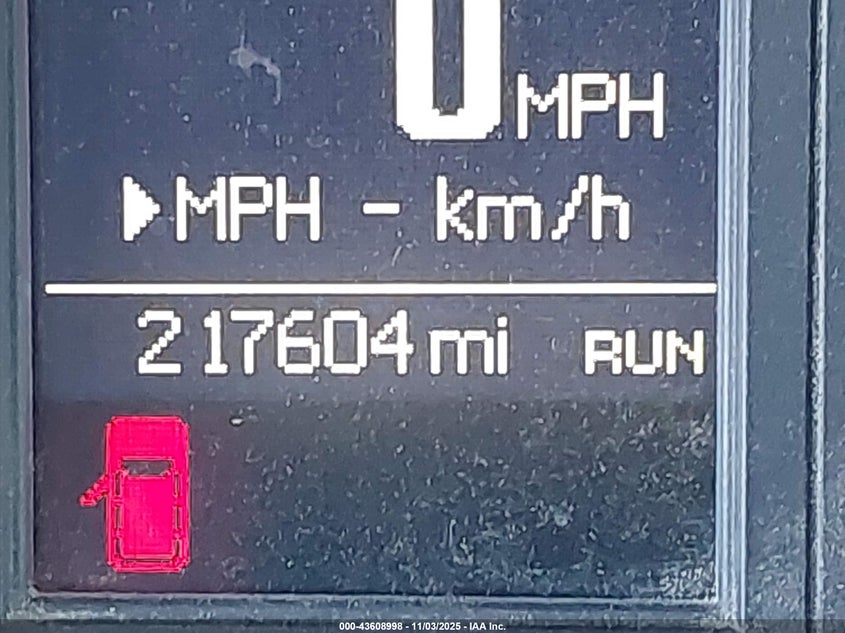 0 MPH
▶MPH - km/h
217604 mi RUN
000-43608998 - 11/03/2025 - IAA Inc.